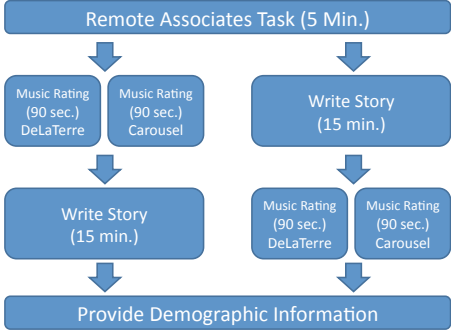 Remote Associates Task (5 Min.)
Music Rating
(90 sec.)
DeLaTerre
Music Rating
(90 sec.)
Carousel
Write Story
(15 min.)
Write Story
(15 min.)
Music Rating
(90 sec.)
DeLaTerre
Music Rating
(90 sec.)
Carousel
Provide Demographic Information